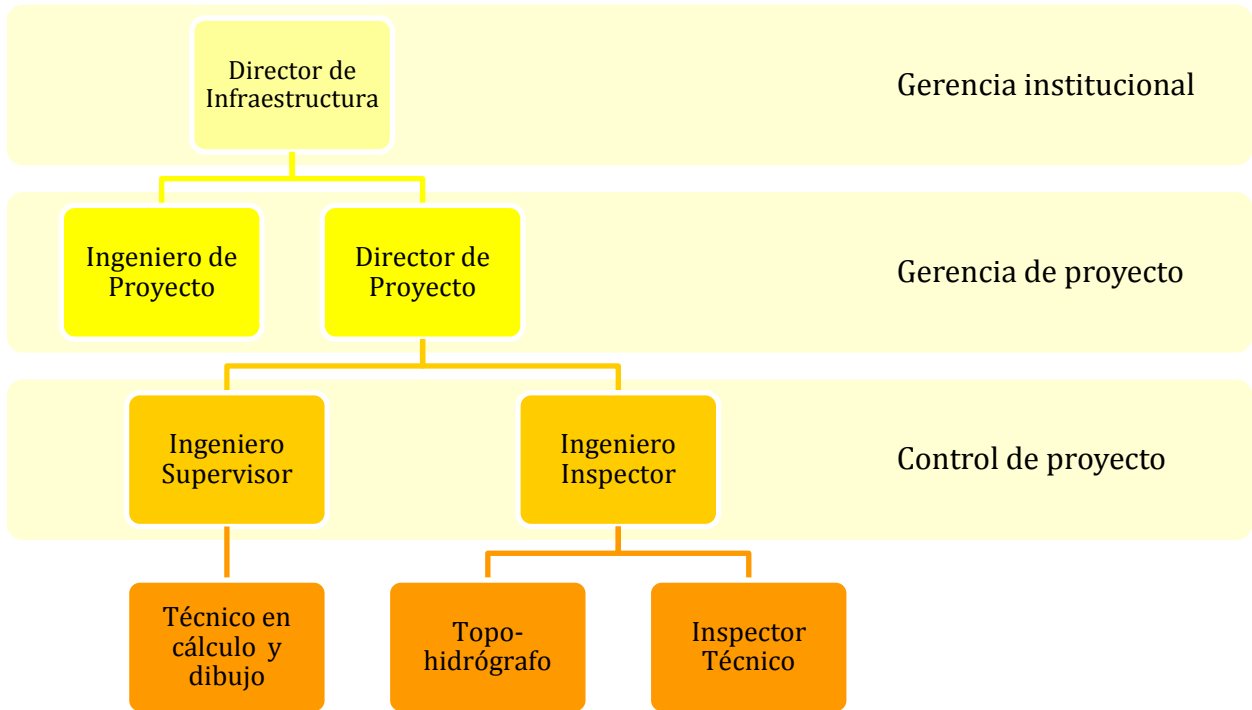 Director de
Infraestructura
Gerencia institucional
Ingeniero de
Proyecto
Director de
Proyecto
Gerencia de proyecto
Ingeniero
Supervisor
Ingeniero
Inspector
Control de proyecto
Técnico en
cálculo y
dibujo
Topo-
hidrógrafo
Inspector
Técnico